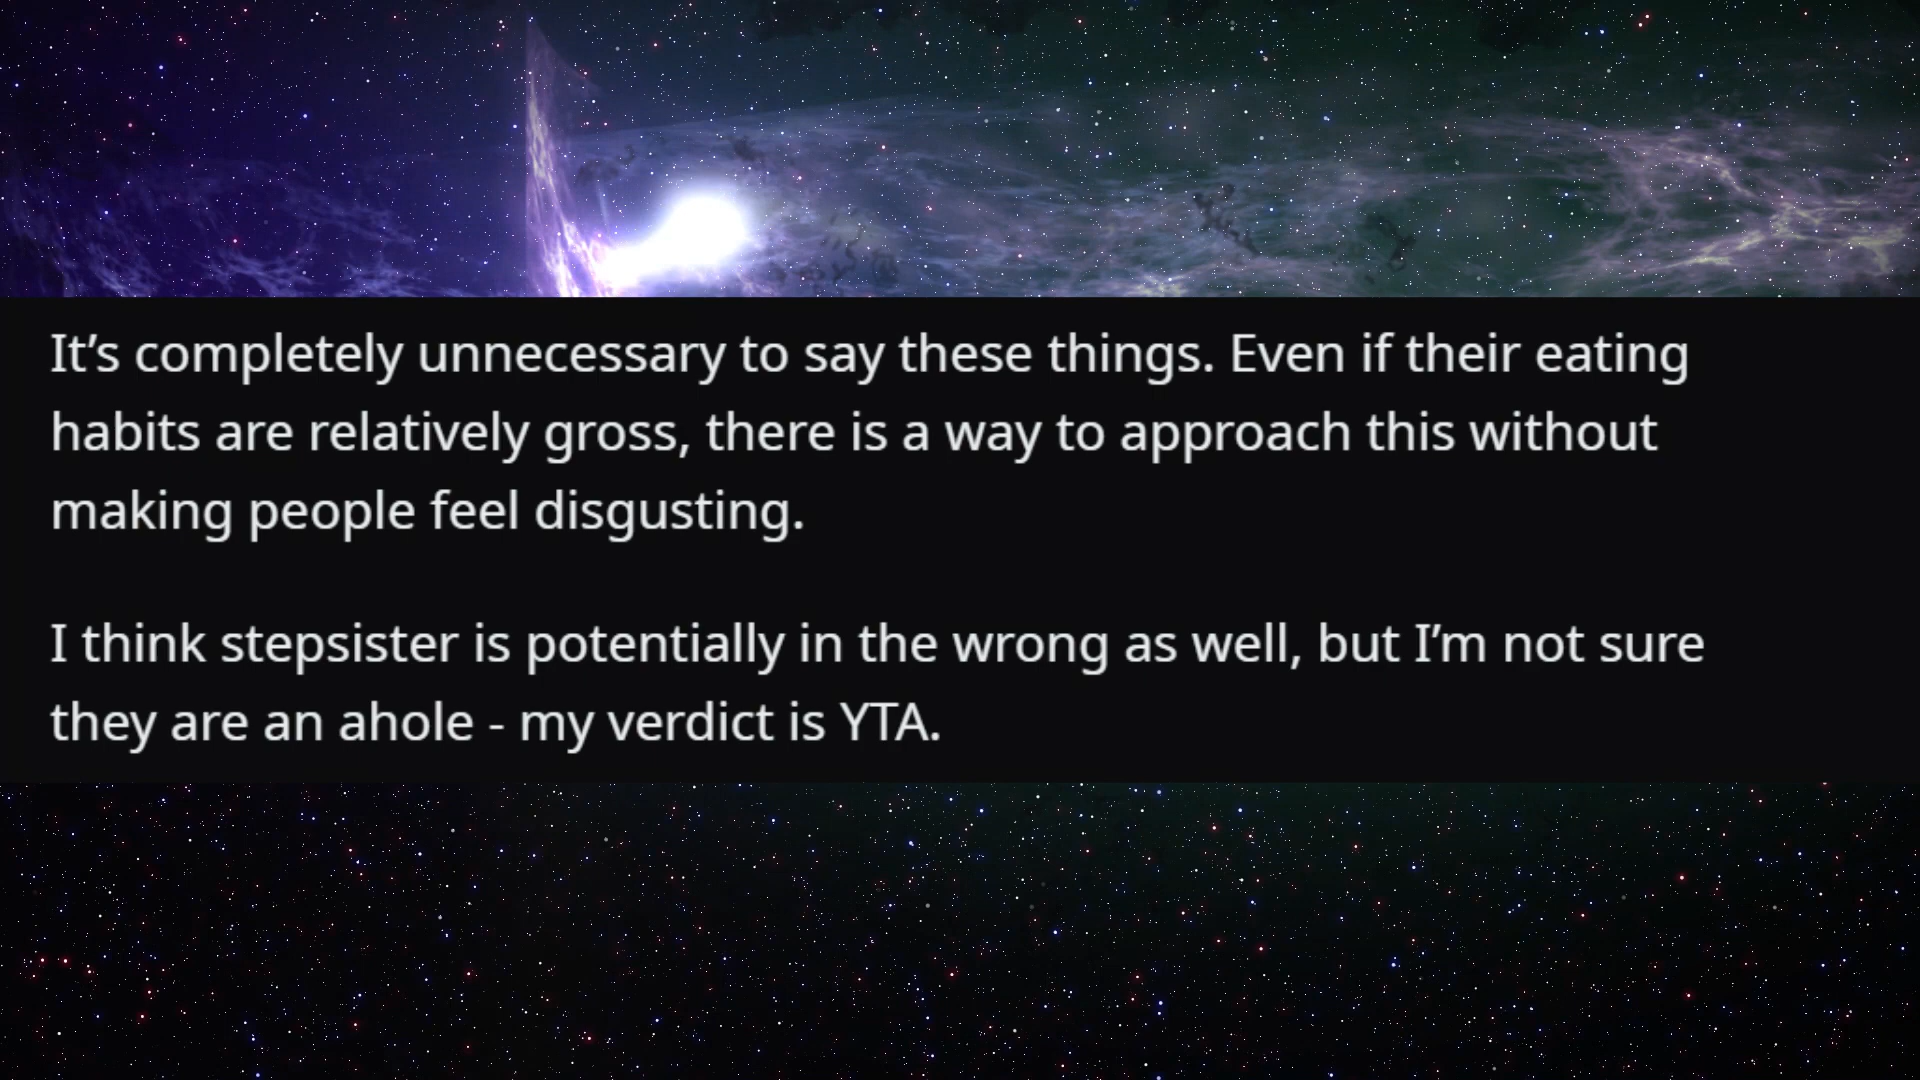 It’s completely unnecessary to say these things. Even if their eating
habits are relatively gross, there is a way to approach this without
making people feel disgusting.
I think stepsister is potentially in the wrong as well, but I’m not sure
they are an ahole - my verdict is YTA.